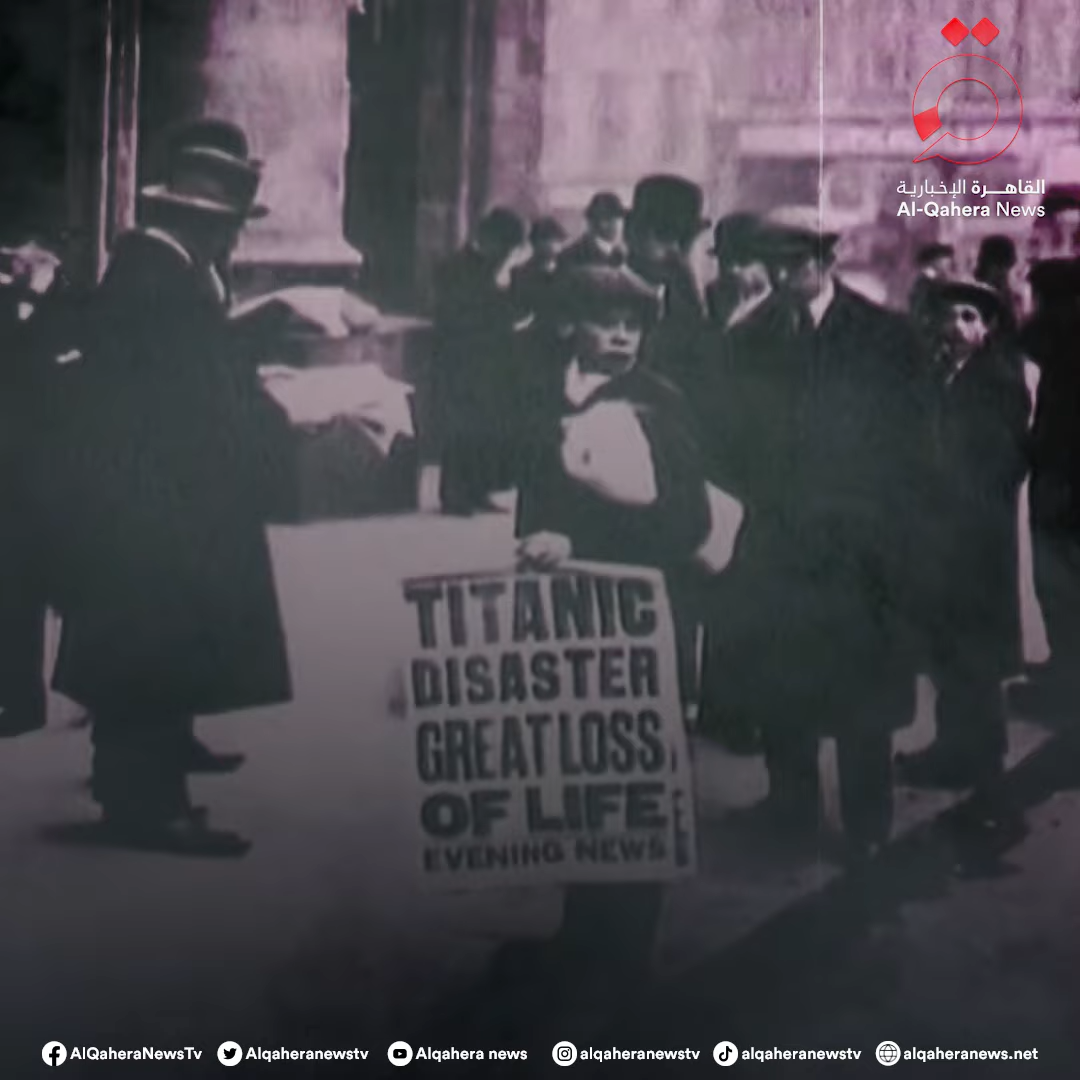 القاهرة الإخبارية
Al-Qahera News
TITANIC
DISASTER
GREAT LOSS
OF LIFE
EVENING NEWS
AlQaheraNewsTv Alqaheranewstv Alqahera news alqaheranewstv alqaheranewstv alqaheranews.net